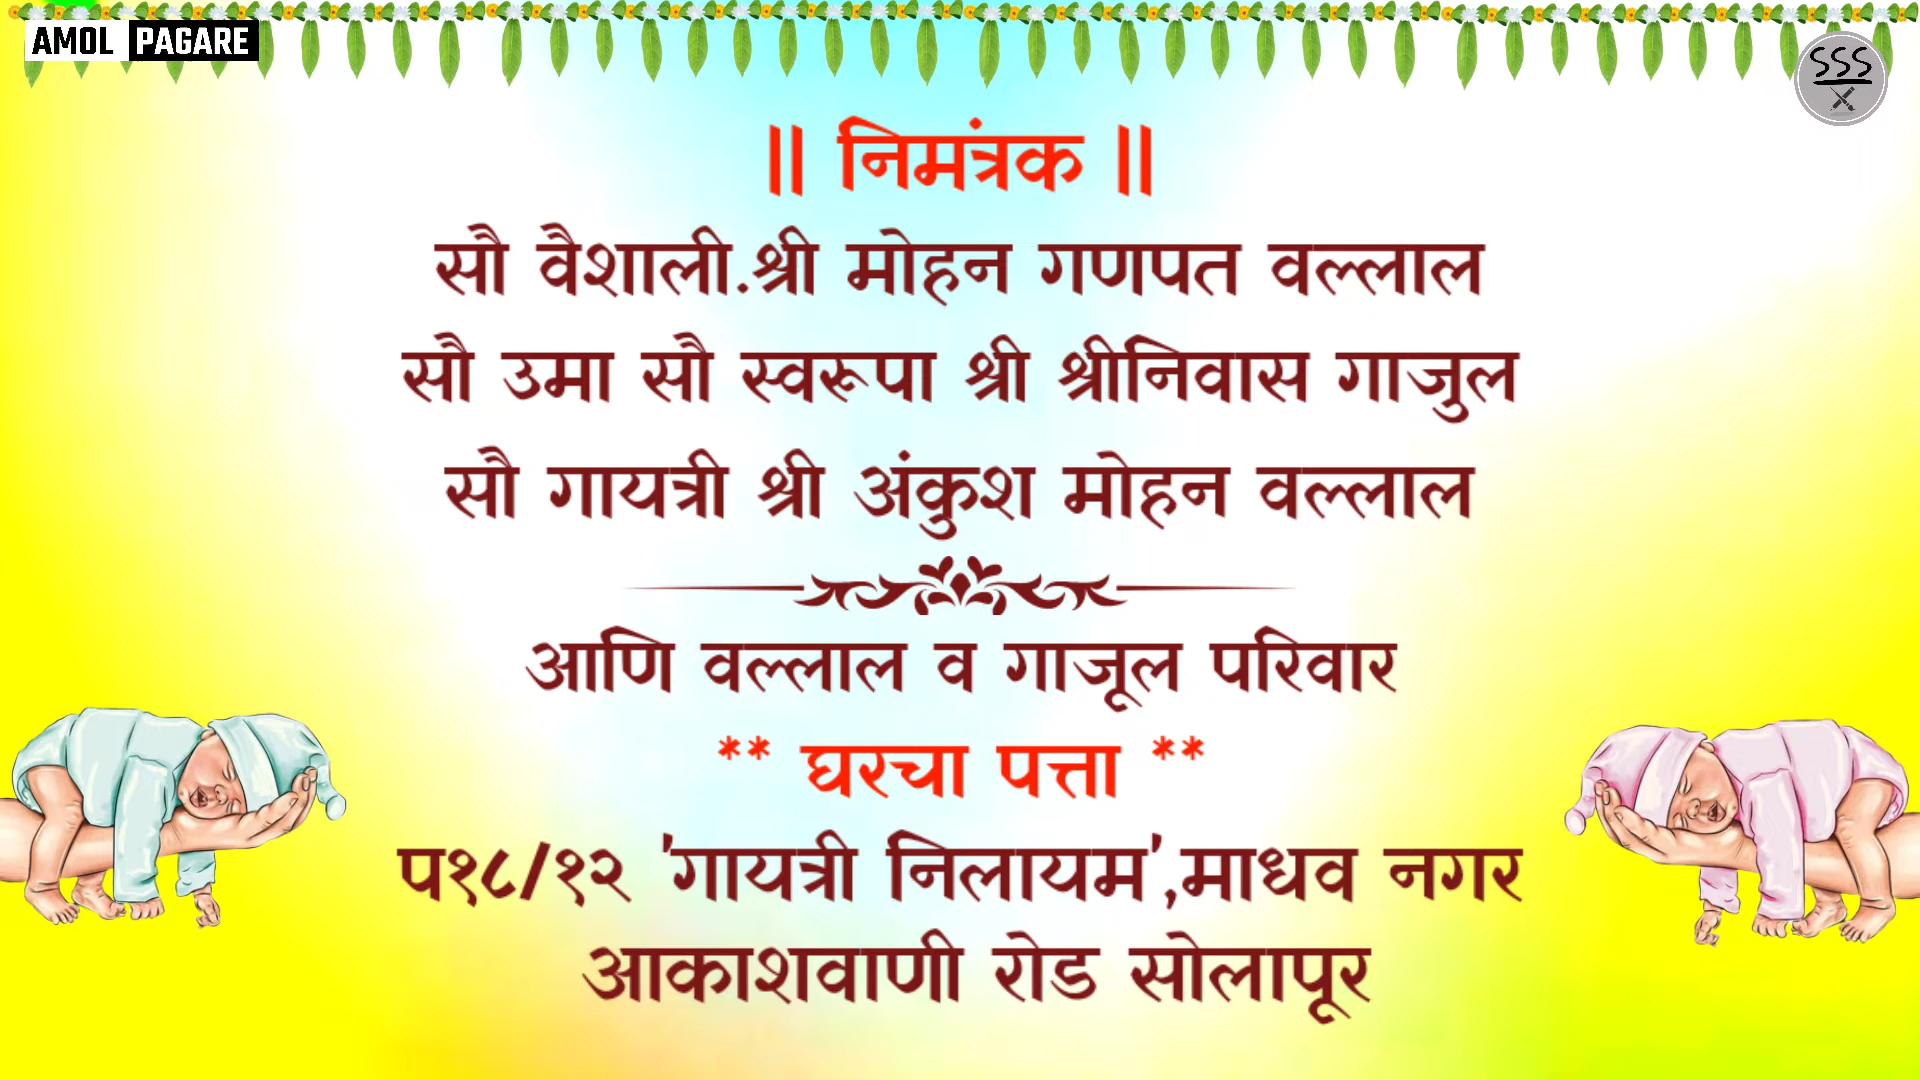 AMOL PAGARE
SSS
|| निमंत्रक ||
सौ वैशाली.श्री मोहन गणपत वल्लाल
सौ उमा सौ स्वरूपा श्री श्रीनिवास गाजुल
सौ गायत्री श्री अंकुश मोहन वल्लाल
आणि वल्लाल व गाजूल परिवार
** घरचा पत्ता **
प१८/१२ 'गायत्री निलायम',माधव नगर
आकाशवाणी रोड सोलापूर